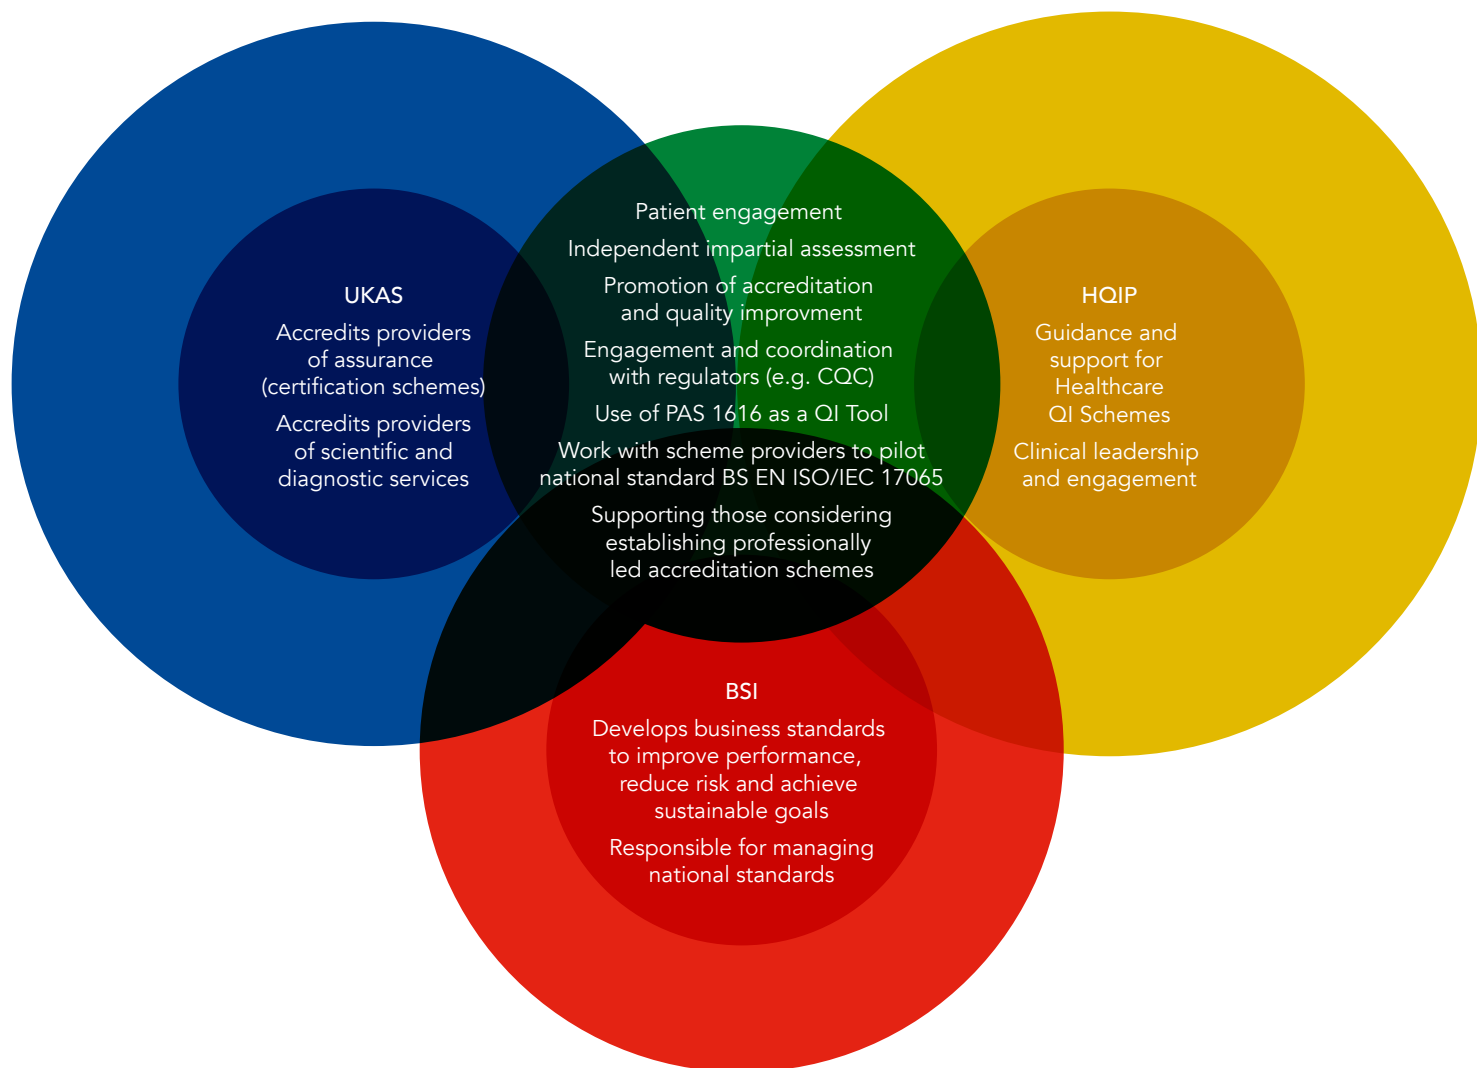 UKAS
Accredits providers
of assurance
(certification schemes)
Accredits providers
of scientific and
diagnostic services
Patient engagement
Independent impartial assessment
Promotion of accreditation
and quality improvment
Engagement and coordination
with regulators (e.g. CQC)
Use of PAS 1616 as a QI Tool
Work with scheme providers to pilot
national standard BS EN ISO/IEC 17065
Supporting those considering
establishing professionally
led accreditation schemes
HQIP
Guidance and
support for
Healthcare
QI Schemes
Clinical leadership
and engagement
BSI
Develops business standards
to improve performance,
reduce risk and achieve
sustainable goals
Responsible for managing
national standards